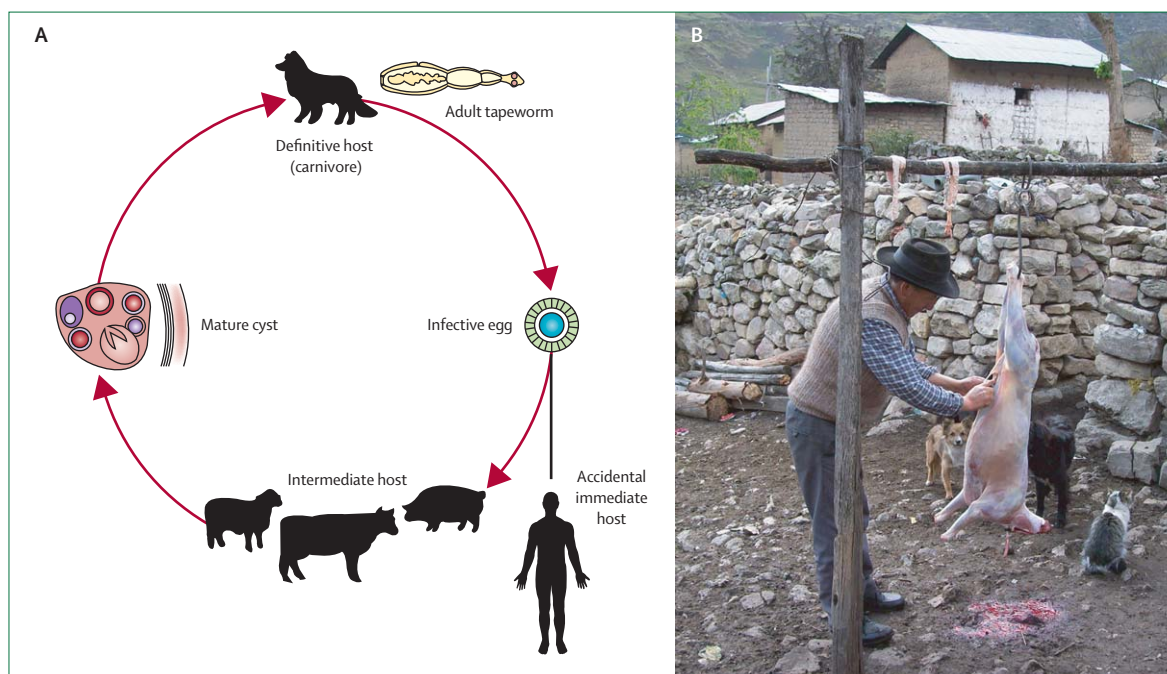 A
Adult tapeworm
Definitive host
(carnivore)
Mature cyst
Infective egg
Intermediate host
Accidental
immediate
host
B